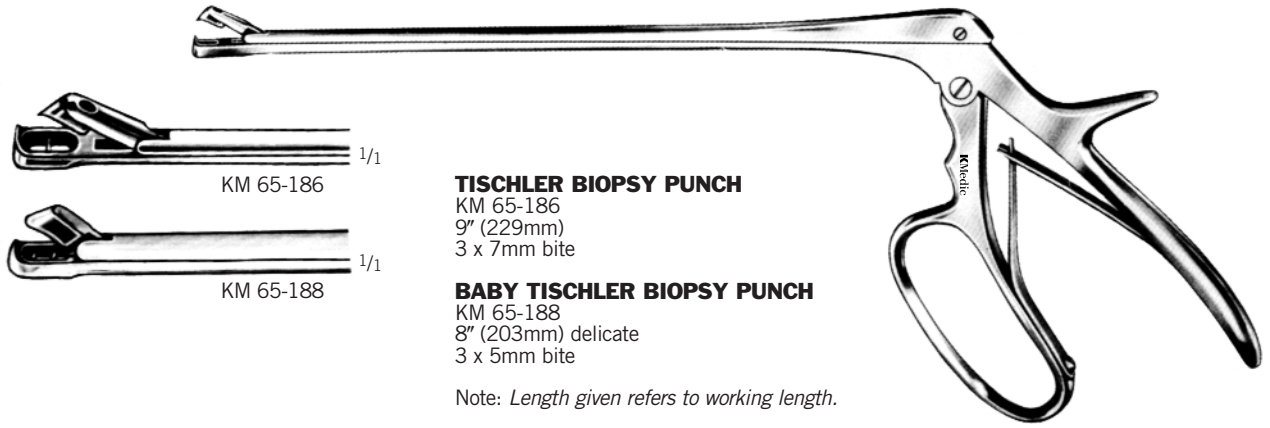 1/1
KM 65-186
1/1
KM 65-188
TISCHLER BIOPSY PUNCH
KM 65-186
9″ (229mm)
3 x 7mm bite
BABY TISCHLER BIOPSY PUNCH
KM 65-188
8″ (203mm) delicate
3 x 5mm bite
Note: Length given refers to working length.
KMedic